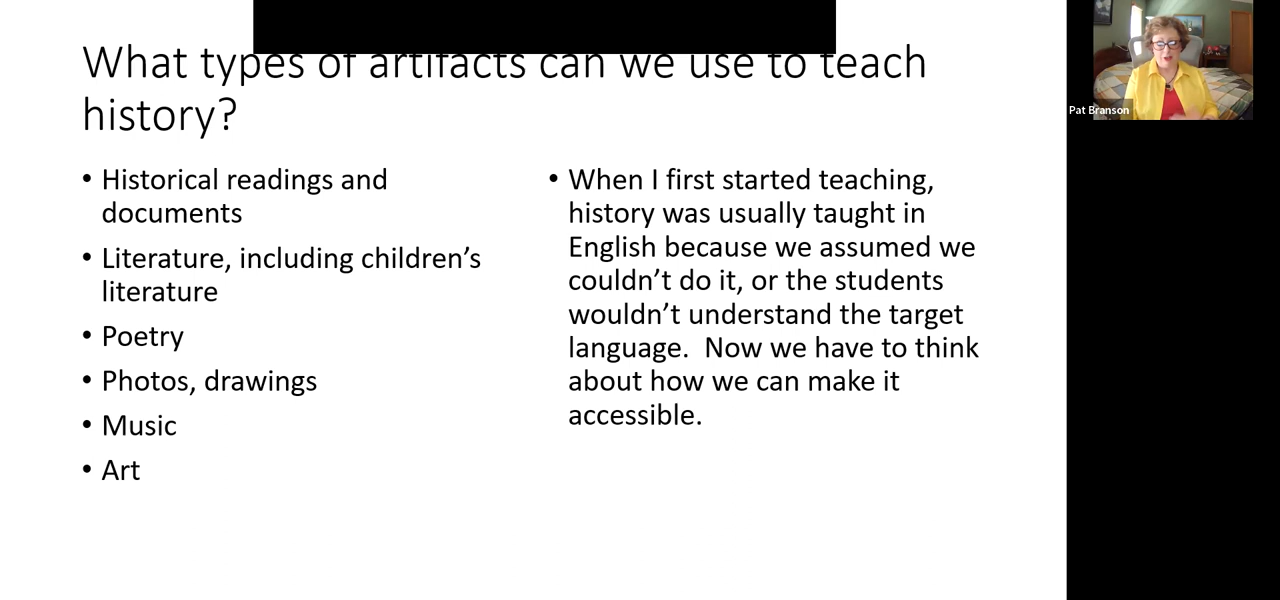 What types of artifacts can we use to teach
history?
• Historical readings and
documents
• Literature, including children’s
literature
• Poetry
• Photos, drawings
• Music
• Art
• When I first started teaching,
history was usually taught in
English because we assumed we
couldn’t do it, or the students
wouldn’t understand the target
language.  Now we have to think
about how we can make it
accessible.
Pat Branson